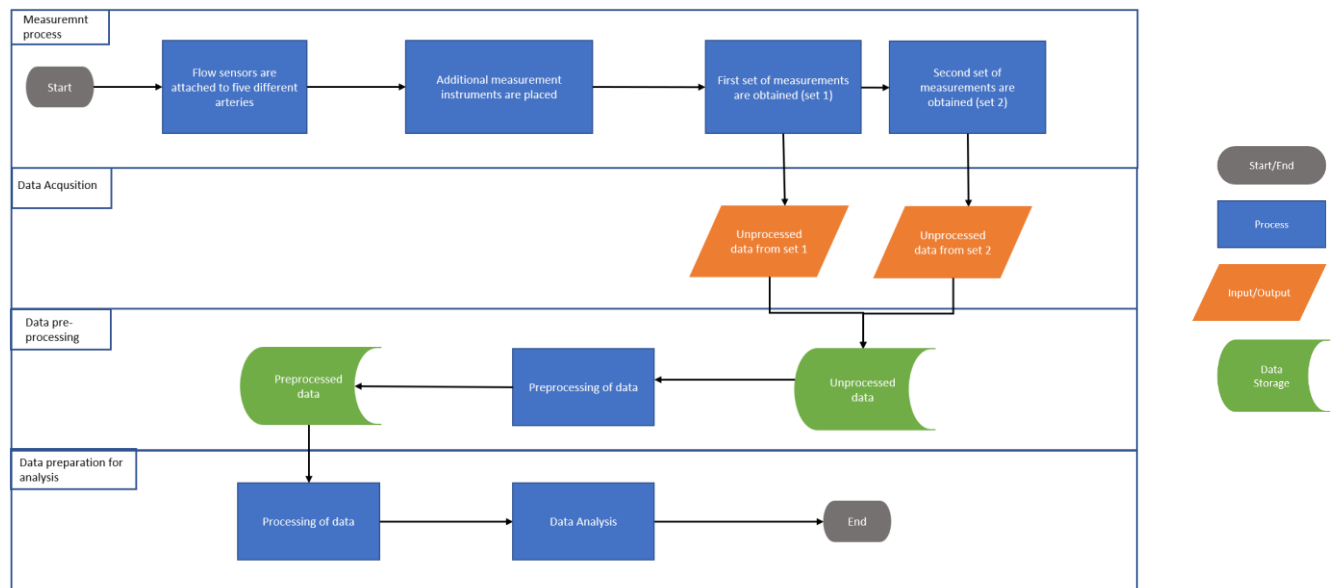 Measuremnt
process
Start
Flow sensors are
attached to five different
arteries
Additional measurement
instruments are placed
First set of measurements
are obtained (set 1)
Second set of
measurements are
obtained (set 2)
Data Acqusition
Unprocessed
data from set 1
Unprocessed
data from set 2
Data pre-
processing
Preprocessed
data
Preprocessing of data
Unprocessed
data
Data preparation for
analysis
Processing of data
Data Analysis
End
Start/End
Process
Input/Output
Data
Storage